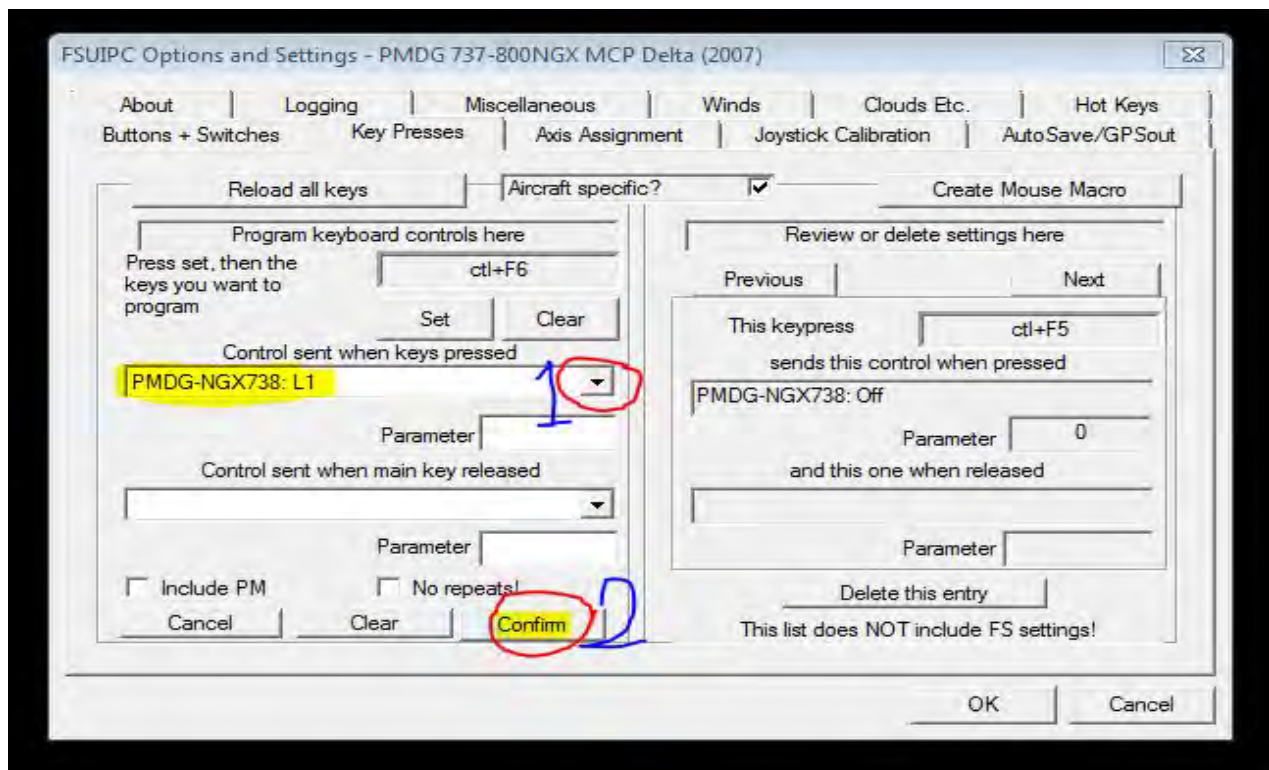 FSUIPC Options and Settings - PMDG 737-800NGX MCP Delta (2007)
About Logging Miscellaneous Winds Clouds Etc. Hot Keys
Buttons + Switches Key Presses Axis Assignment Joystick Calibration AutoSave/GPSout
Reload all keys Aircraft specific? Create Mouse Macro
Program keyboard controls here
Press set, then the
keys you want to
program
ctl+F6
Set Clear
Control sent when keys pressed
PMDG-NGX738: L1
1
Parameter
Control sent when main key released
Parameter
Include PM No repeats!
Cancel Clear Confirm 2
Review or delete settings here
Previous Next
This keypress ctl+F5
sends this control when pressed
PMDG-NGX738: Off
Parameter 0
and this one when released
Parameter
Delete this entry
This list does NOT include FS settings!
OK Cancel